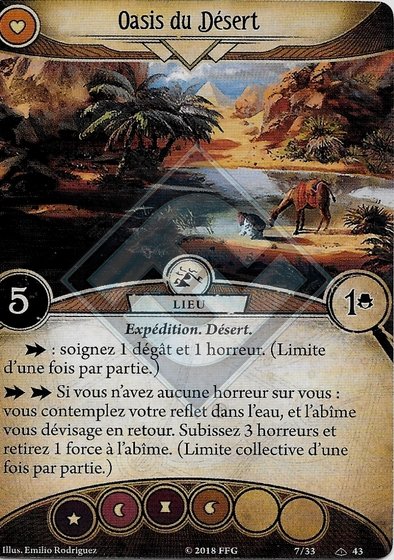 Oasis du Désert
5
LIEU
1
Expédition. Désert.
: soignez 1 dégât et 1 horreur. (Limite
d'une fois par partie.)
Si vous n'avez aucune horreur sur vous :
vous contemplez votre reflet dans l'eau, et l'abîme
vous dévisage en retour. Subissez 3 horreurs et
retirez 1 force à l'abîme. (Limite collective d'une
fois par partie.)
Illus. Emilio Rodriguez © 2018 FFG 7/33 43